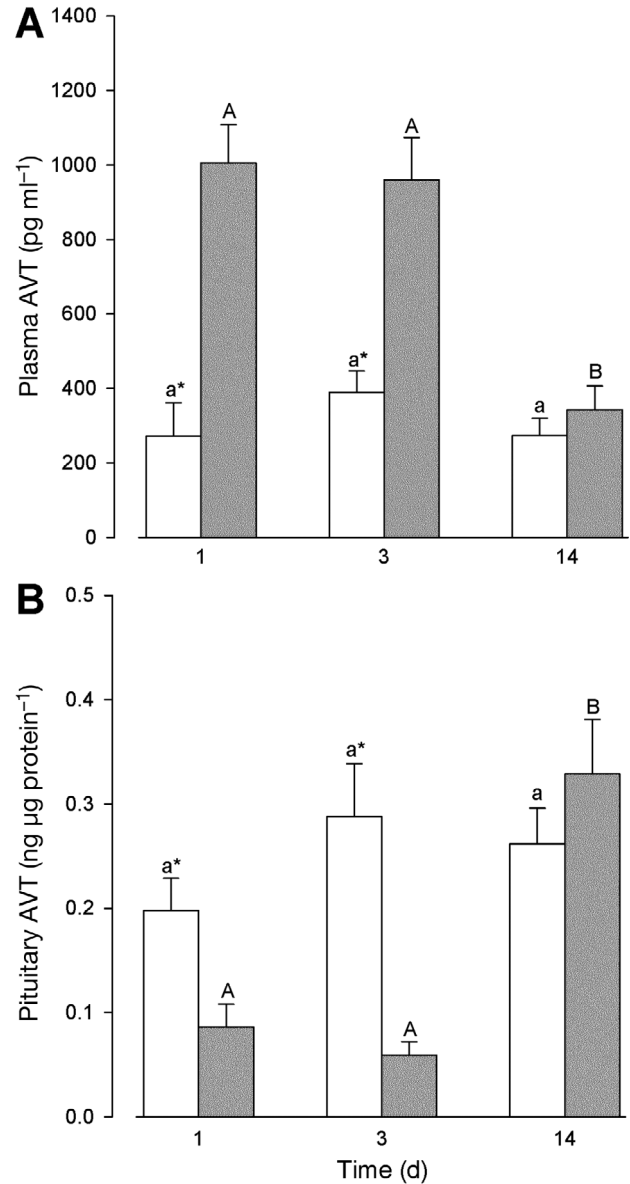 A
1400
1200
1000
800
600
400
200
0
Plasma AVT (pg ml⁻¹)
a*
A
a*
A
a
B
1
3
14
B
0.5
0.4
0.3
0.2
0.1
0.0
Pituitary AVT (ng µg protein⁻¹)
a*
A
a*
A
a
B
1
3
14
Time (d)